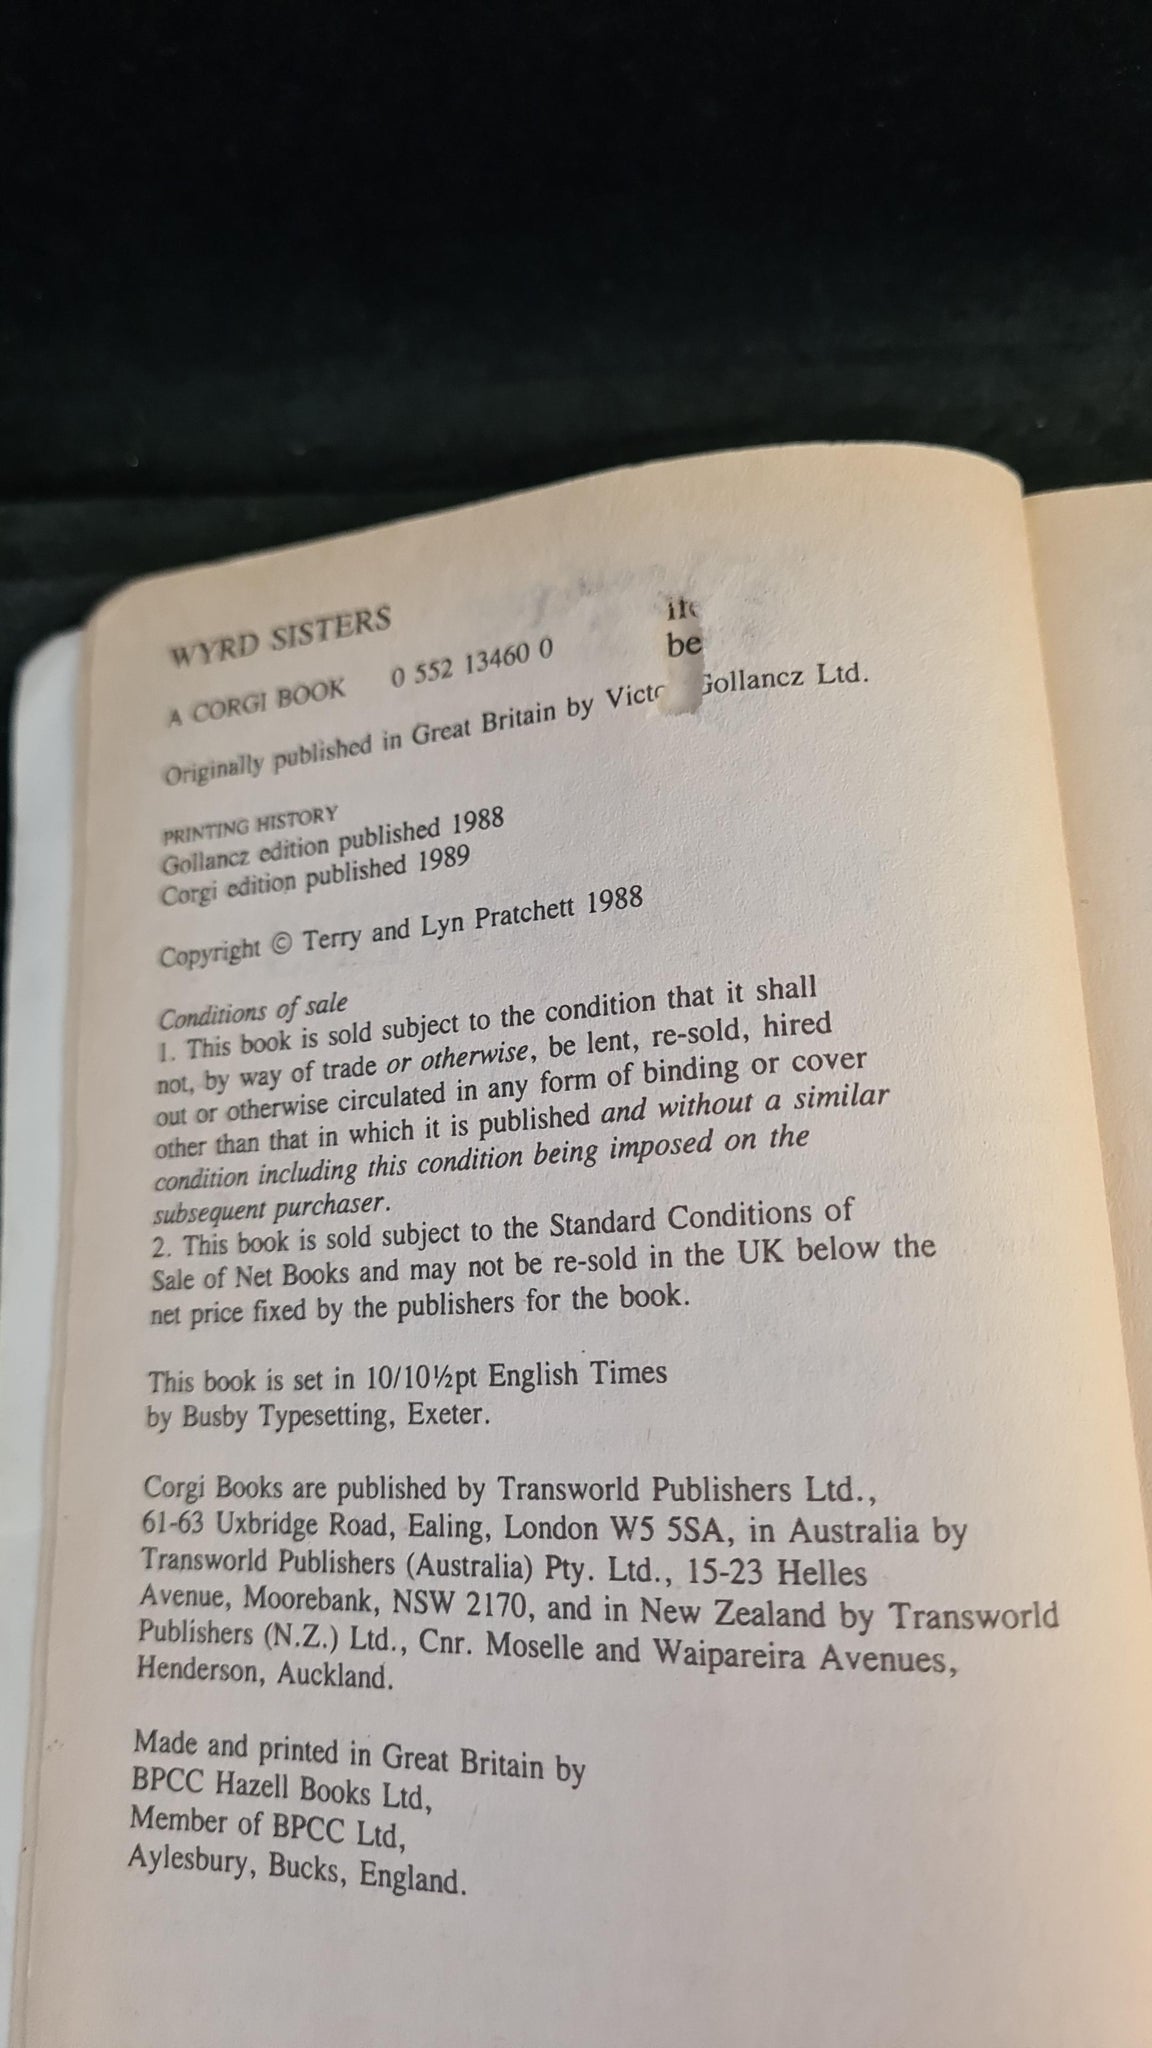 WYRD SISTERS
A CORGI BOOK 0 552 13460 0
be
Originally published in Great Britain by Gollancz Ltd.
PRINTING HISTORY
Gollancz edition published 1988
Corgi edition published 1989
Copyright © Terry and Lyn Pratchett 1988
Conditions of sale
1. This book is sold subject to the condition that it shall
not, by way of trade or otherwise, be lent, re-sold, hired
out or otherwise circulated in any form of binding or cover
other than that in which it is published and without a similar
condition including this condition being imposed on the
subsequent purchaser.
2. This book is sold subject to the Standard Conditions of
Sale of Net Books and may not be re-sold in the UK below the
net price fixed by the publishers for the book.
This book is set in 10/10½pt English Times
by Busby Typesetting, Exeter.
Corgi Books are published by Transworld Publishers Ltd.,
61-63 Uxbridge Road, Ealing, London W5 5SA, in Australia by
Transworld Publishers (Australia) Pty. Ltd., 15-23 Helles
Avenue, Moorebank, NSW 2170, and in New Zealand by Transworld
Publishers (N.Z.) Ltd., Cnr. Moselle and Waipareira Avenues,
Henderson, Auckland.
Made and printed in Great Britain by
BPCC Hazell Books Ltd,
Member of BPCC Ltd,
Aylesbury, Bucks, England.